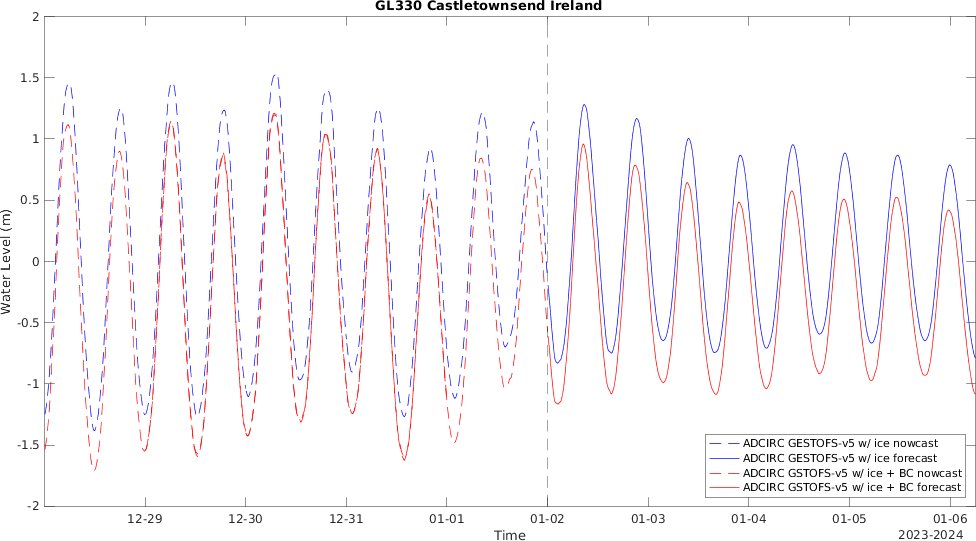 GL330 Castletownsend Ireland
2
1.5
1
0.5
0
-0.5
-1
-1.5
-2
Water Level (m)
12-29
12-30
12-31
01-01
01-02
01-03
01-04
01-05
01-06
Time
2023-2024
ADCIRC GESTOFS-v5 w/ ice nowcast
ADCIRC GESTOFS-v5 w/ ice forecast
ADCIRC GSTOFS-v5 w/ ice + BC nowcast
ADCIRC GSTOFS-v5 w/ ice + BC forecast